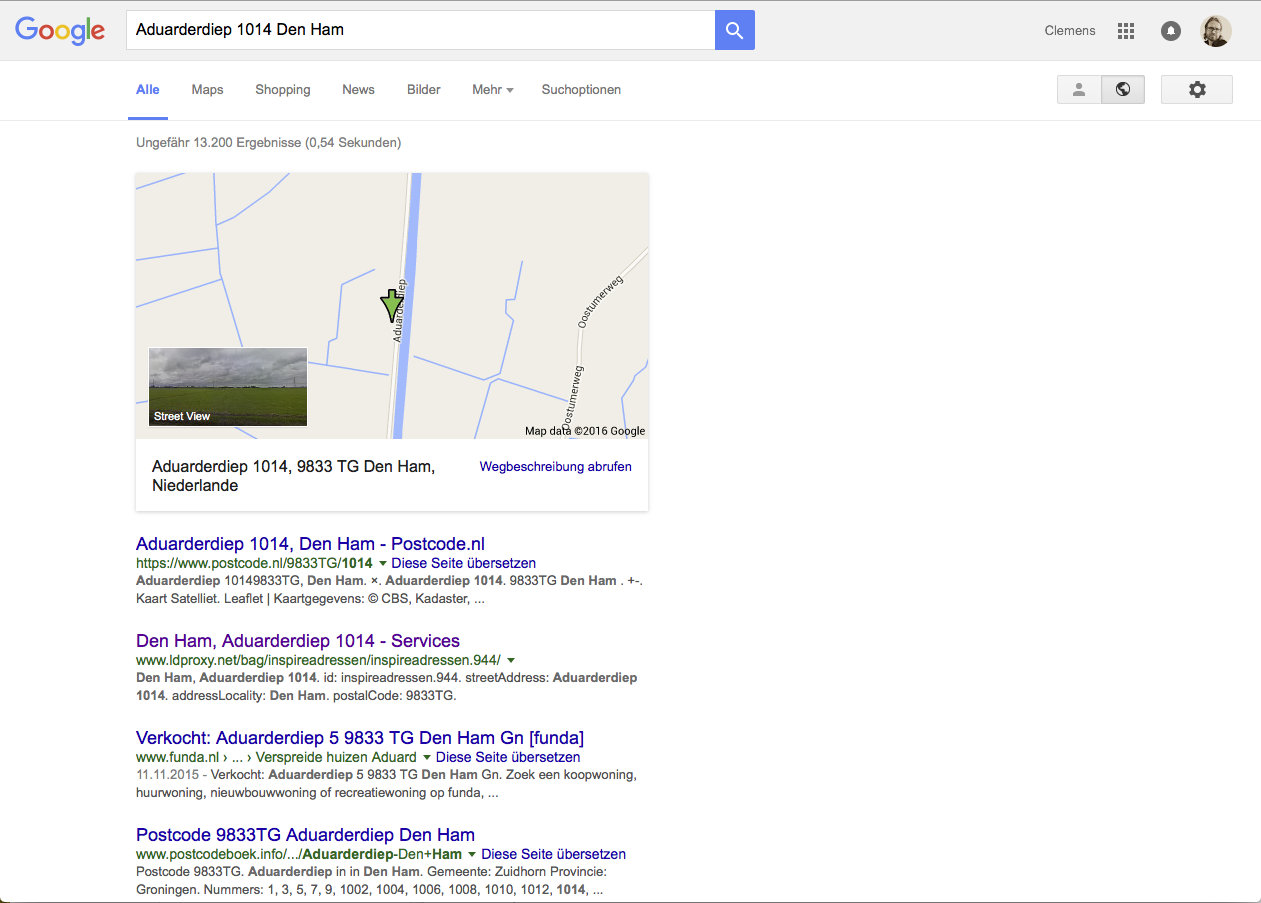 Google
Aduarderdiep 1014 Den Ham
Clemens
Alle Maps Shopping News Bilder Mehr Suchoptionen
Ungefähr 13.200 Ergebnisse (0,54 Sekunden)
Aduarderdiep
Oostumerweg
Oostumerweg
Street View
Map data ©2016 Google
Aduarderdiep 1014, 9833 TG Den Ham,
Niederlande
Wegbeschreibung abrufen
Aduarderdiep 1014, Den Ham - Postcode.nl
https://www.postcode.nl/9833TG/1014 Diese Seite übersetzen
Aduarderdiep 10149833TG, Den Ham. ×. Aduarderdiep 1014. 9833TG Den Ham . +-.
Kaart Satelliet. Leaflet | Kaartgegevens: © CBS, Kadaster, ...
Den Ham, Aduarderdiep 1014 - Services
www.ldproxy.net/bag/inspireadressen/inspireadressen.944/
Den Ham, Aduarderdiep 1014. id: inspireadressen.944. streetAddress: Aduarderdiep
1014. addressLocality: Den Ham. postalCode: 9833TG.
Verkocht: Aduarderdiep 5 9833 TG Den Ham Gn [funda]
www.funda.nl › ... › Verspreide huizen Aduard Diese Seite übersetzen
11.11.2015 - Verkocht: Aduarderdiep 5 9833 TG Den Ham Gn. Zoek een koopwoning,
huurwoning, nieuwbouwwoning of recreatiewoning op funda, ...
Postcode 9833TG Aduarderdiep Den Ham
www.postcodeboek.info/.../Aduarderdiep-Den+Ham Diese Seite übersetzen
Postcode 9833TG. Aduarderdiep in in Den Ham. Gemeente: Zuidhorn Provincie:
Groningen. Nummers: 1, 3, 5, 7, 9, 1002, 1004, 1006, 1008, 1010, 1012, 1014, ...